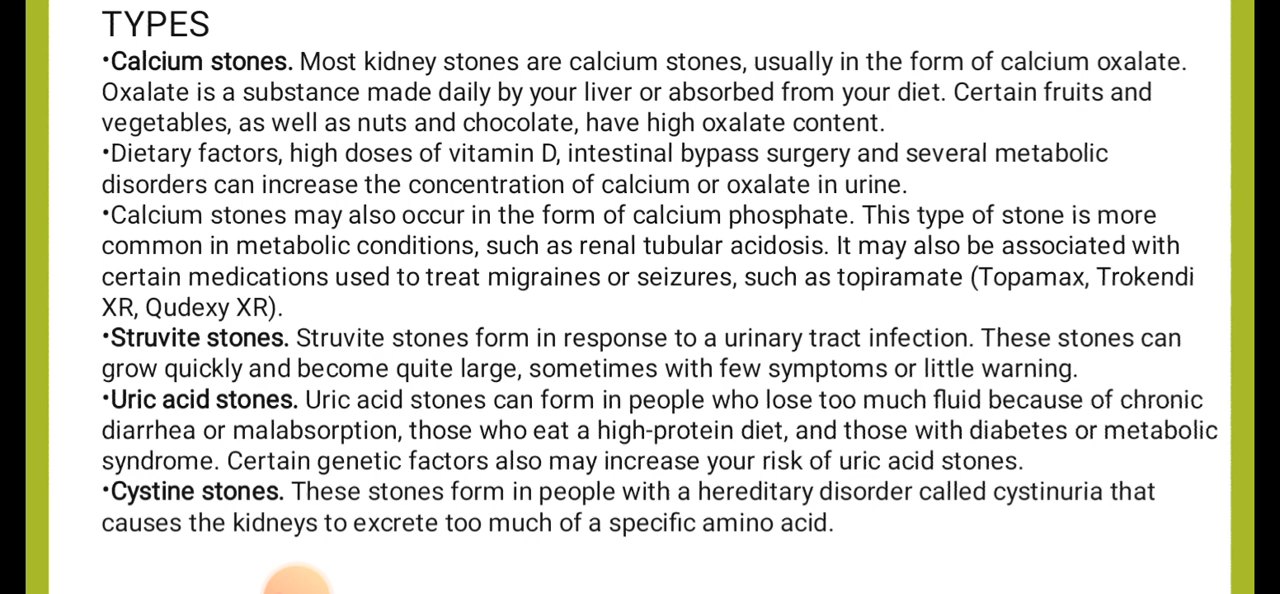 TYPES
•Calcium stones. Most kidney stones are calcium stones, usually in the form of calcium oxalate.
Oxalate is a substance made daily by your liver or absorbed from your diet. Certain fruits and
vegetables, as well as nuts and chocolate, have high oxalate content.
•Dietary factors, high doses of vitamin D, intestinal bypass surgery and several metabolic
disorders can increase the concentration of calcium or oxalate in urine.
•Calcium stones may also occur in the form of calcium phosphate. This type of stone is more
common in metabolic conditions, such as renal tubular acidosis. It may also be associated with
certain medications used to treat migraines or seizures, such as topiramate (Topamax, Trokendi
XR, Qudexy XR).
•Struvite stones. Struvite stones form in response to a urinary tract infection. These stones can
grow quickly and become quite large, sometimes with few symptoms or little warning.
•Uric acid stones. Uric acid stones can form in people who lose too much fluid because of chronic
diarrhea or malabsorption, those who eat a high-protein diet, and those with diabetes or metabolic
syndrome. Certain genetic factors also may increase your risk of uric acid stones.
•Cystine stones. These stones form in people with a hereditary disorder called cystinuria that
causes the kidneys to excrete too much of a specific amino acid.